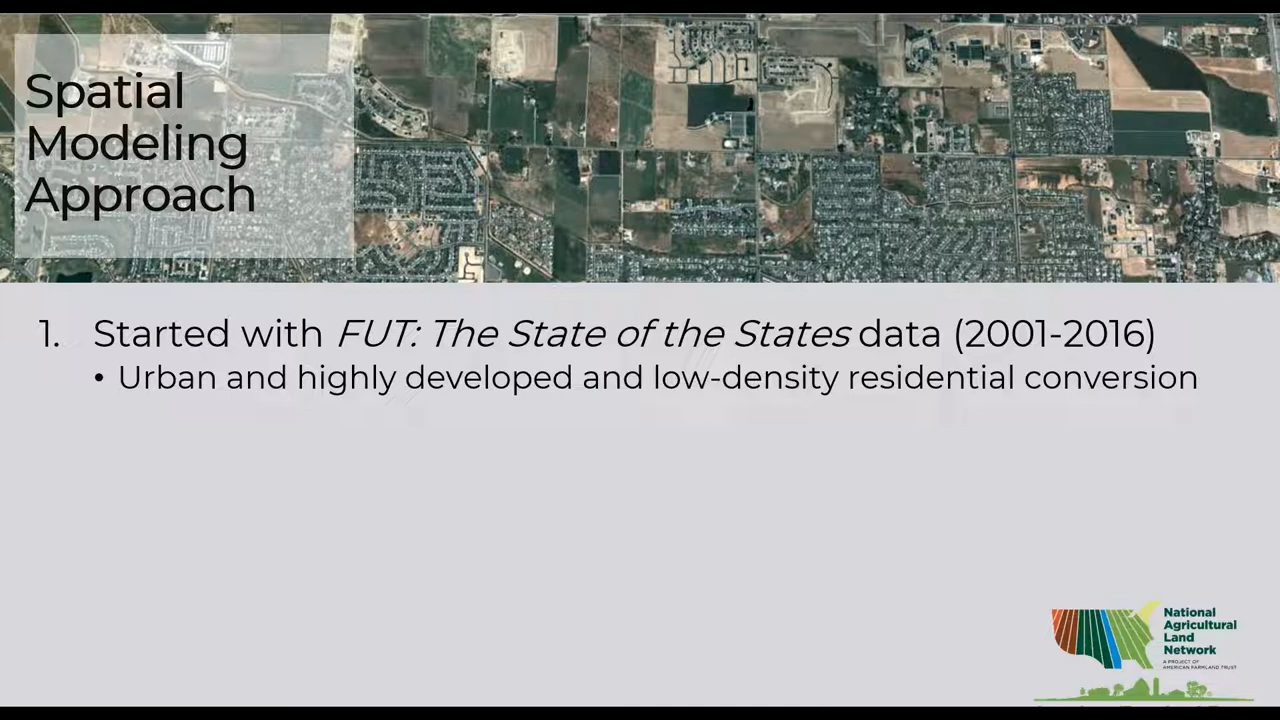 Spatial
Modeling
Approach
1. Started with FUT: The State of the States data (2001-2016)
• Urban and highly developed and low-density residential conversion
National
Agricultural
Land
Network
A PROJECT OF
AMERICAN FARMLAND TRUST